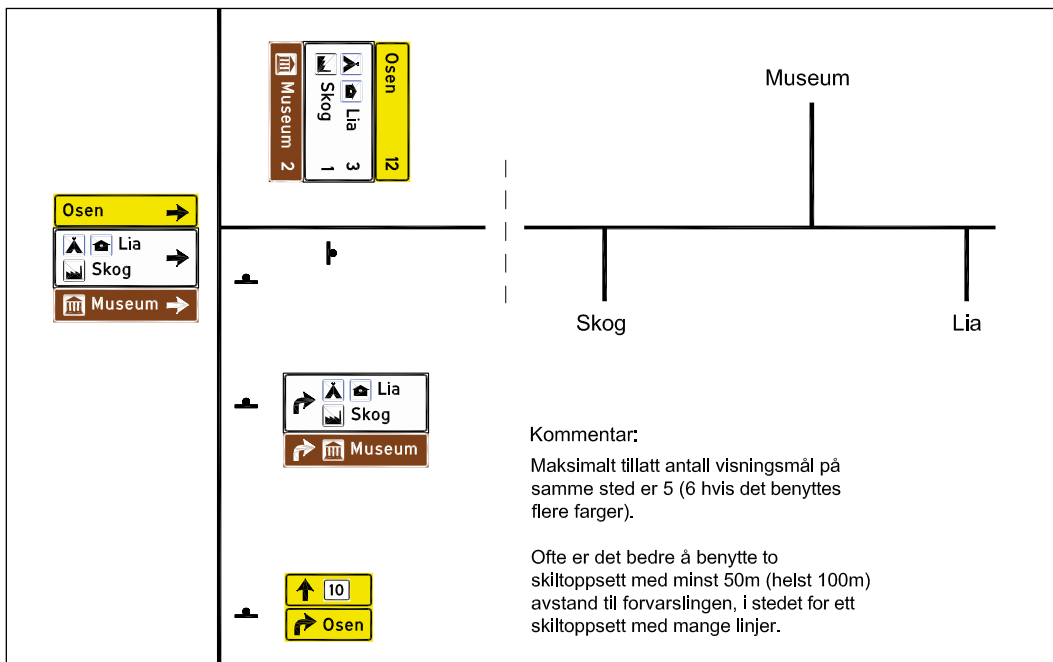 Osen 12
Lia 3
Skog 1
Museum 2
Museum
Osen
Lia
Skog
Museum
Skog
Lia
Lia
Skog
Museum
Kommentar:
Maksimalt tillatt antall visningsmål på
samme sted er 5 (6 hvis det benyttes
flere farger).
Ofte er det bedre å benytte to
skiltoppsett med minst 50m (helst 100m)
avstand til forvarslingen, i stedet for ett
skiltoppsett med mange linjer.
10
Osen